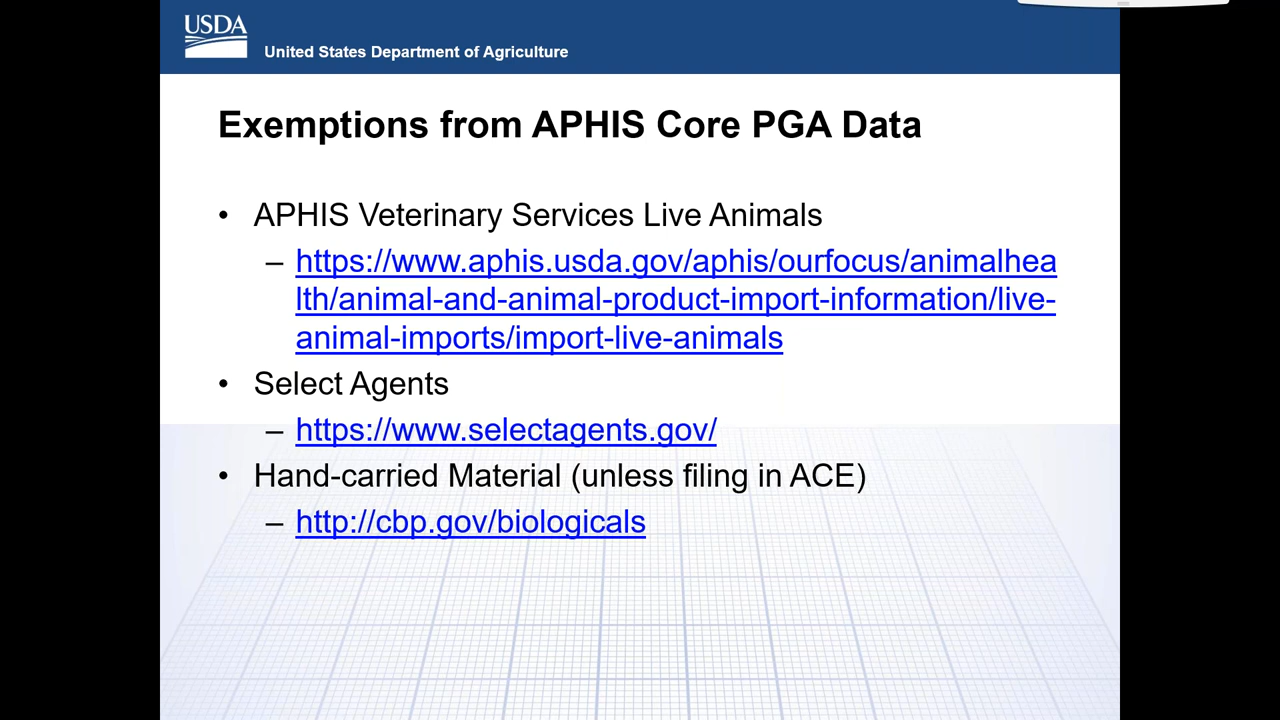 USDA
United States Department of Agriculture
Exemptions from APHIS Core PGA Data
• APHIS Veterinary Services Live Animals
– https://www.aphis.usda.gov/aphis/ourfocus/animalhea
lth/animal-and-animal-product-import-information/live-
animal-imports/import-live-animals
• Select Agents
– https://www.selectagents.gov/
• Hand-carried Material (unless filing in ACE)
– http://cbp.gov/biologicals